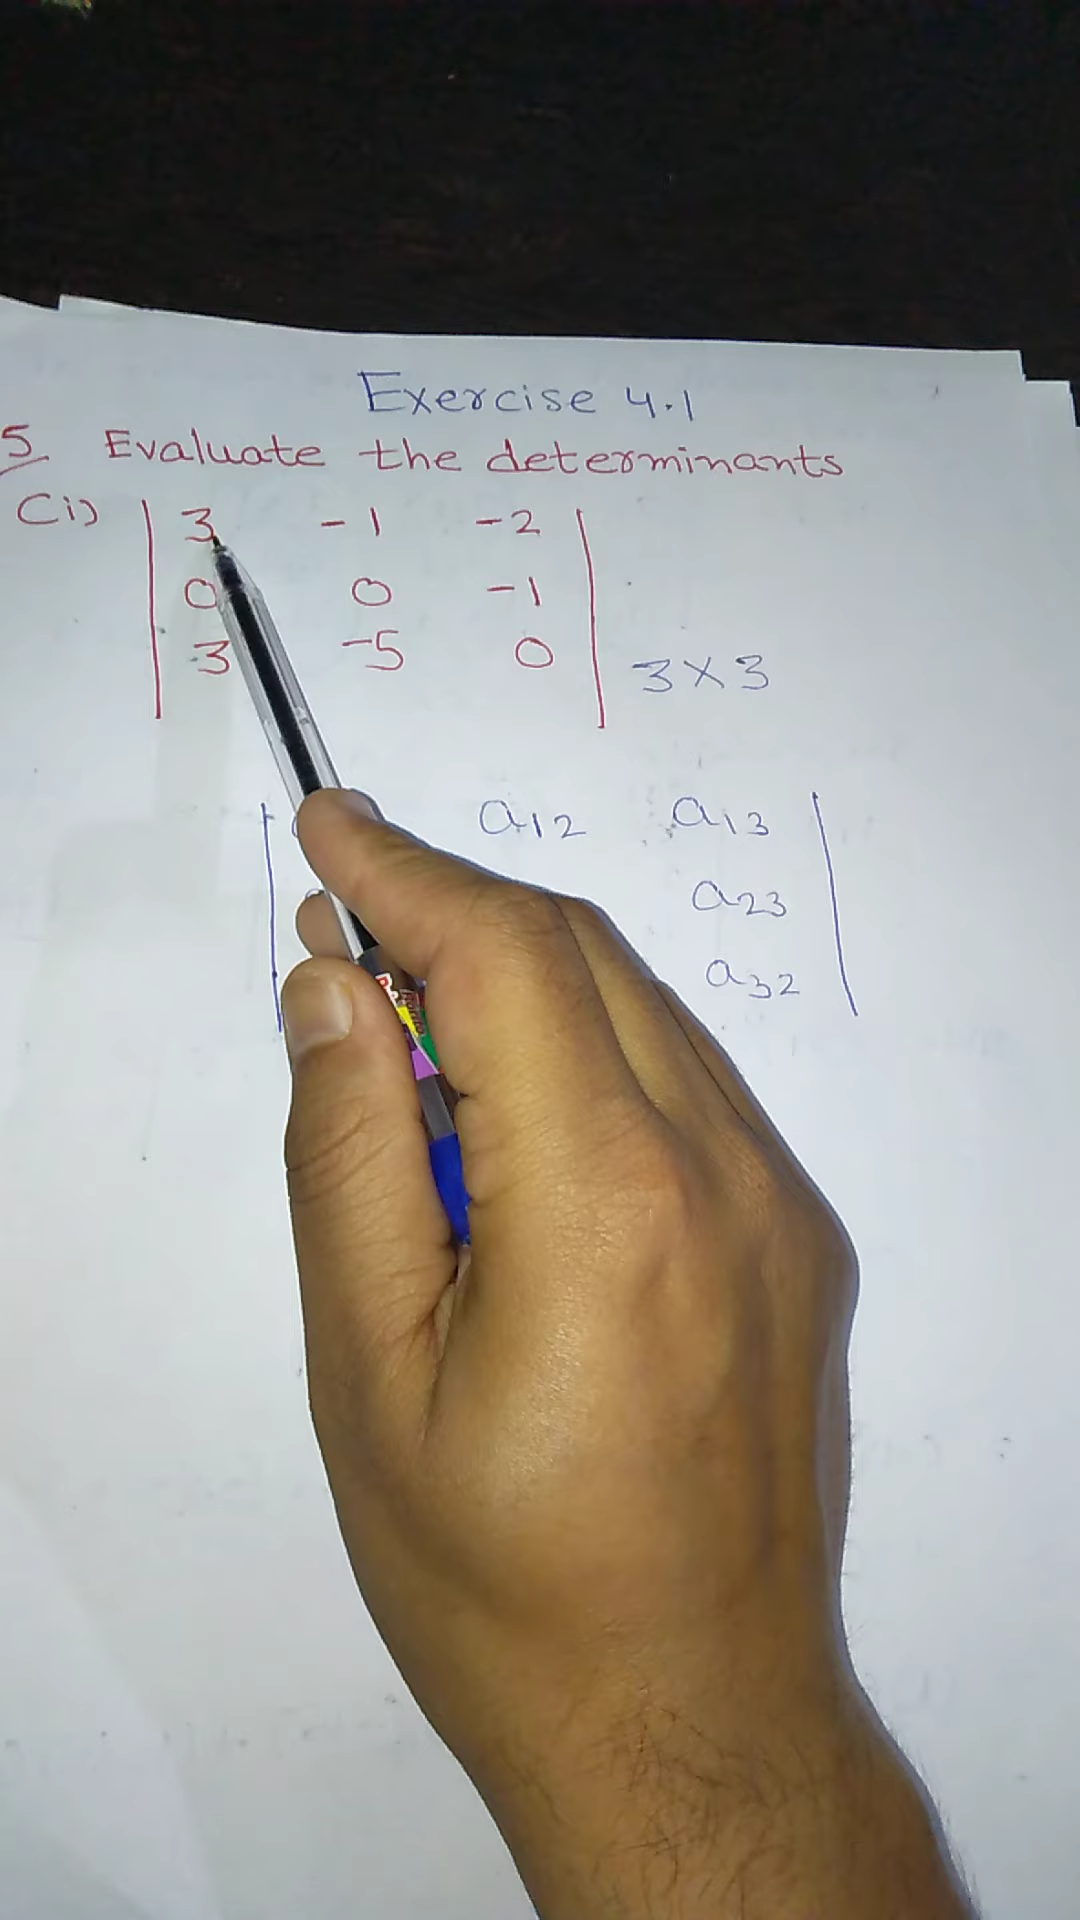 Exercise 4.1
5. Evaluate the determinants
(i) | 3 -1 -2 |
0 0 -1
3 -5 0
3×3
a12 a13
a23
a32